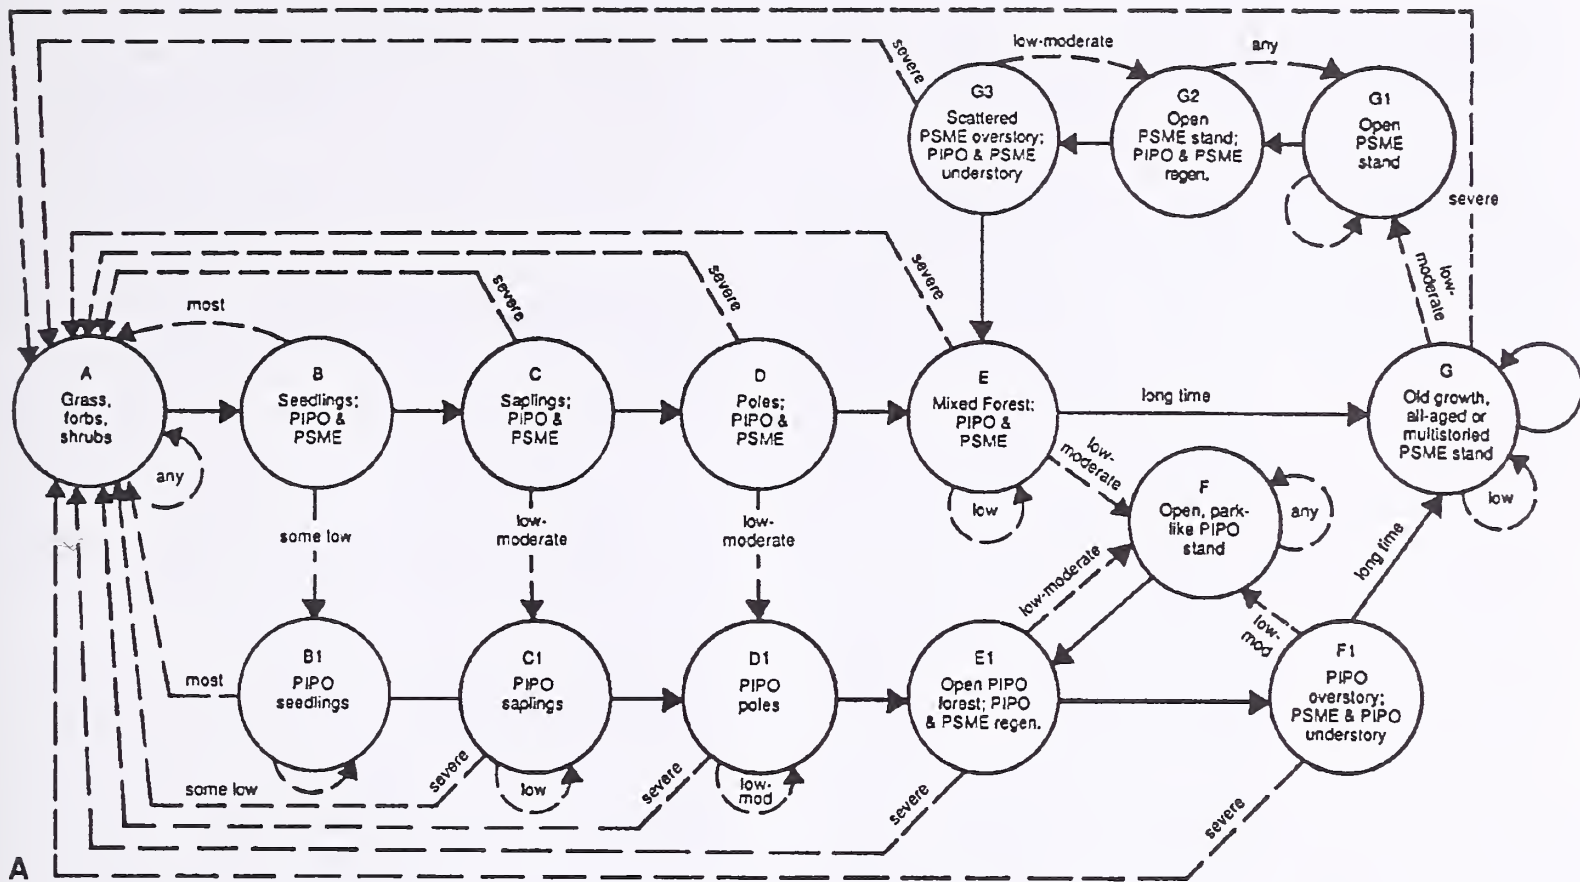 severe
low-moderate
any
G3
Scattered
PSME overstory;
PIPO & PSME
understory
G2
Open
PSME stand;
PIPO & PSME
regen.
G1
Open
PSME
stand
severe
low-
moderate
severe
severe
severe
most
A
Grass,
forbs,
shrubs
any
B
Seedlings;
PIPO &
PSME
C
Saplings;
PIPO &
PSME
D
Poles;
PIPO &
PSME
E
Mixed Forest;
PIPO &
PSME
low
long time
G
Old growth,
all-aged or
multistoried
PSME stand
low
low-
moderate
F
Open, park-
like PIPO
stand
any
some low
low-
moderate
low-
moderate
low-moderate
long time
low-
mod
most
B1
PIPO
seedlings
C1
PIPO
saplings
low
D1
PIPO
poles
low-
mod
E1
Open PIPO
forest; PIPO
& PSME regen.
F1
PIPO
overstory;
PSME & PIPO
understory
some low
severe
severe
severe
severe
A